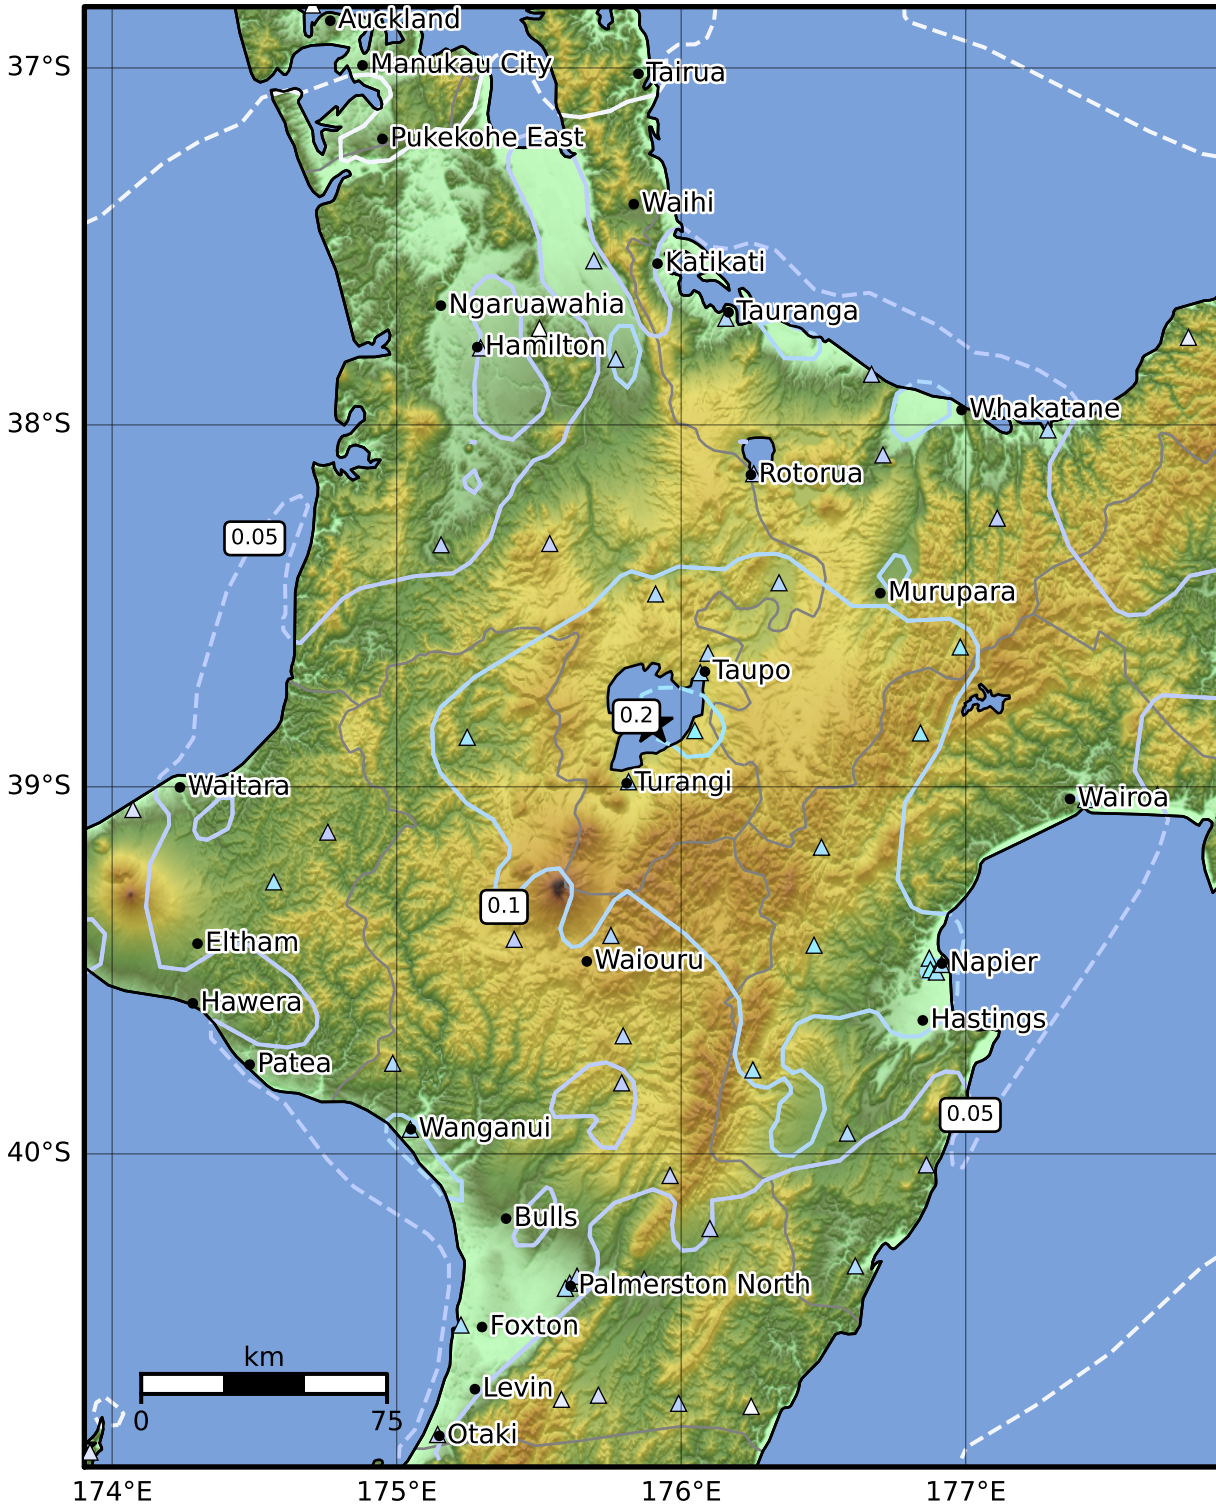 Auckland
37°S
Manukau City
Tairua
Pukekohe East
Waihi
Katikati
Ngaruawahia
Tauranga
Hamilton
Whakatane
38°S
Rotorua
0.05
Murupara
Taupo
0.2
Turangi
39°S
Waitara
Wairoa
0.1
Eltham
Waiouru
Napier
Hawera
Hastings
Patea
0.05
Wanganui
40°S
Bulls
Palmerston North
Foxton
km
Levin
0
75
Otaki
174°E
175°E
176°E
177°E